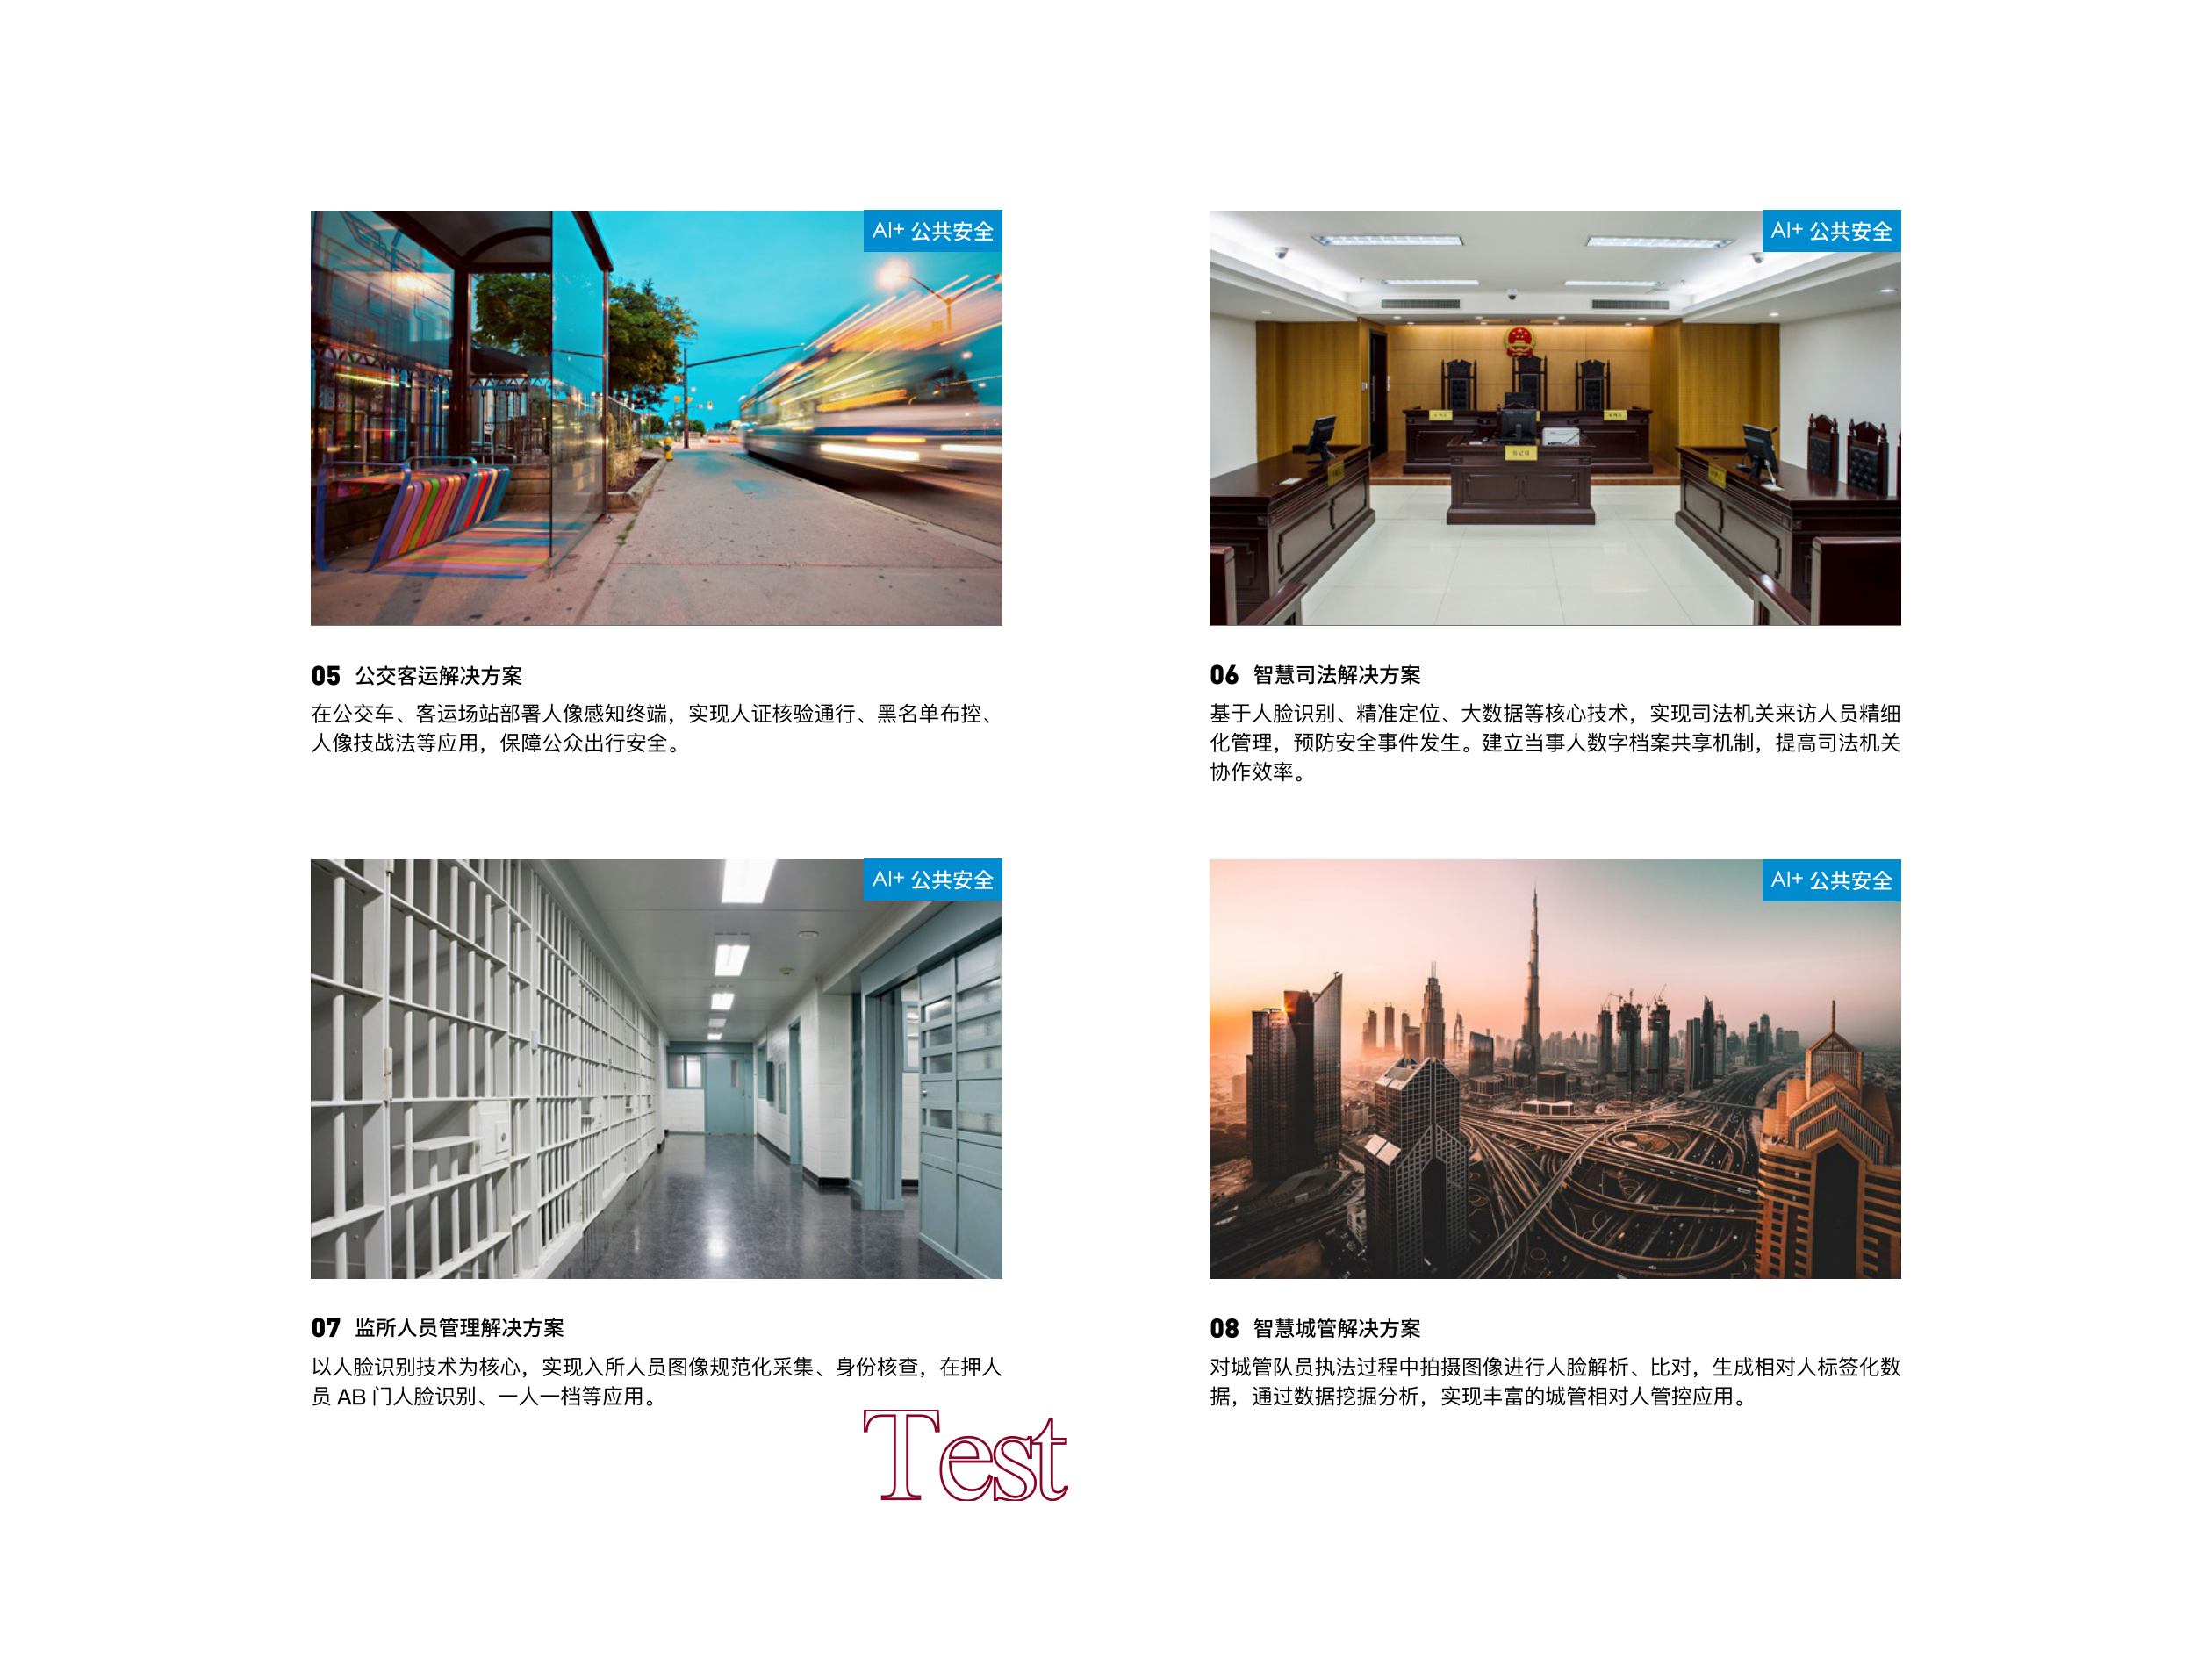 AI+ 公共安全
05 公交客运解决方案
在公交车、客运场站部署人像感知终端，实现人证核验通行、黑名单布控、
人像技战法等应用，保障公众出行安全。
AI+ 公共安全
06 智慧司法解决方案
基于人脸识别、精准定位、大数据等核心技术，实现司法机关来访人员精细
化管理，预防安全事件发生。建立当事人数字档案共享机制，提高司法机关
协作效率。
AI+ 公共安全
07 监所人员管理解决方案
以人脸识别技术为核心，实现入所人员图像规范化采集、身份核查，在押人
员 AB 门人脸识别、一人一档等应用。
AI+ 公共安全
08 智慧城管解决方案
对城管队员执法过程中拍摄图像进行人脸解析、比对，生成相对人标签化数
据，通过数据挖掘分析，实现丰富的城管相对人管控应用。
Test